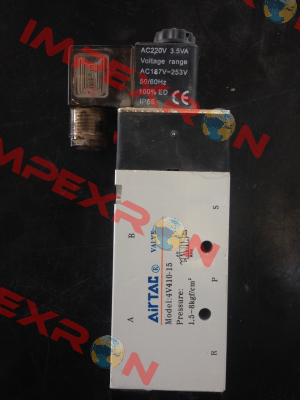 AC220V 3.5VA
Voltage range
AC187V~253V
50/60Hz
100% ED
IP65 CE
B
S
VALVE
AIRTAC ®
Model:4V410-15
Pressure:
1.5~8kgf/cm²
P
A
R
IMPEXRON
IMPEXRON